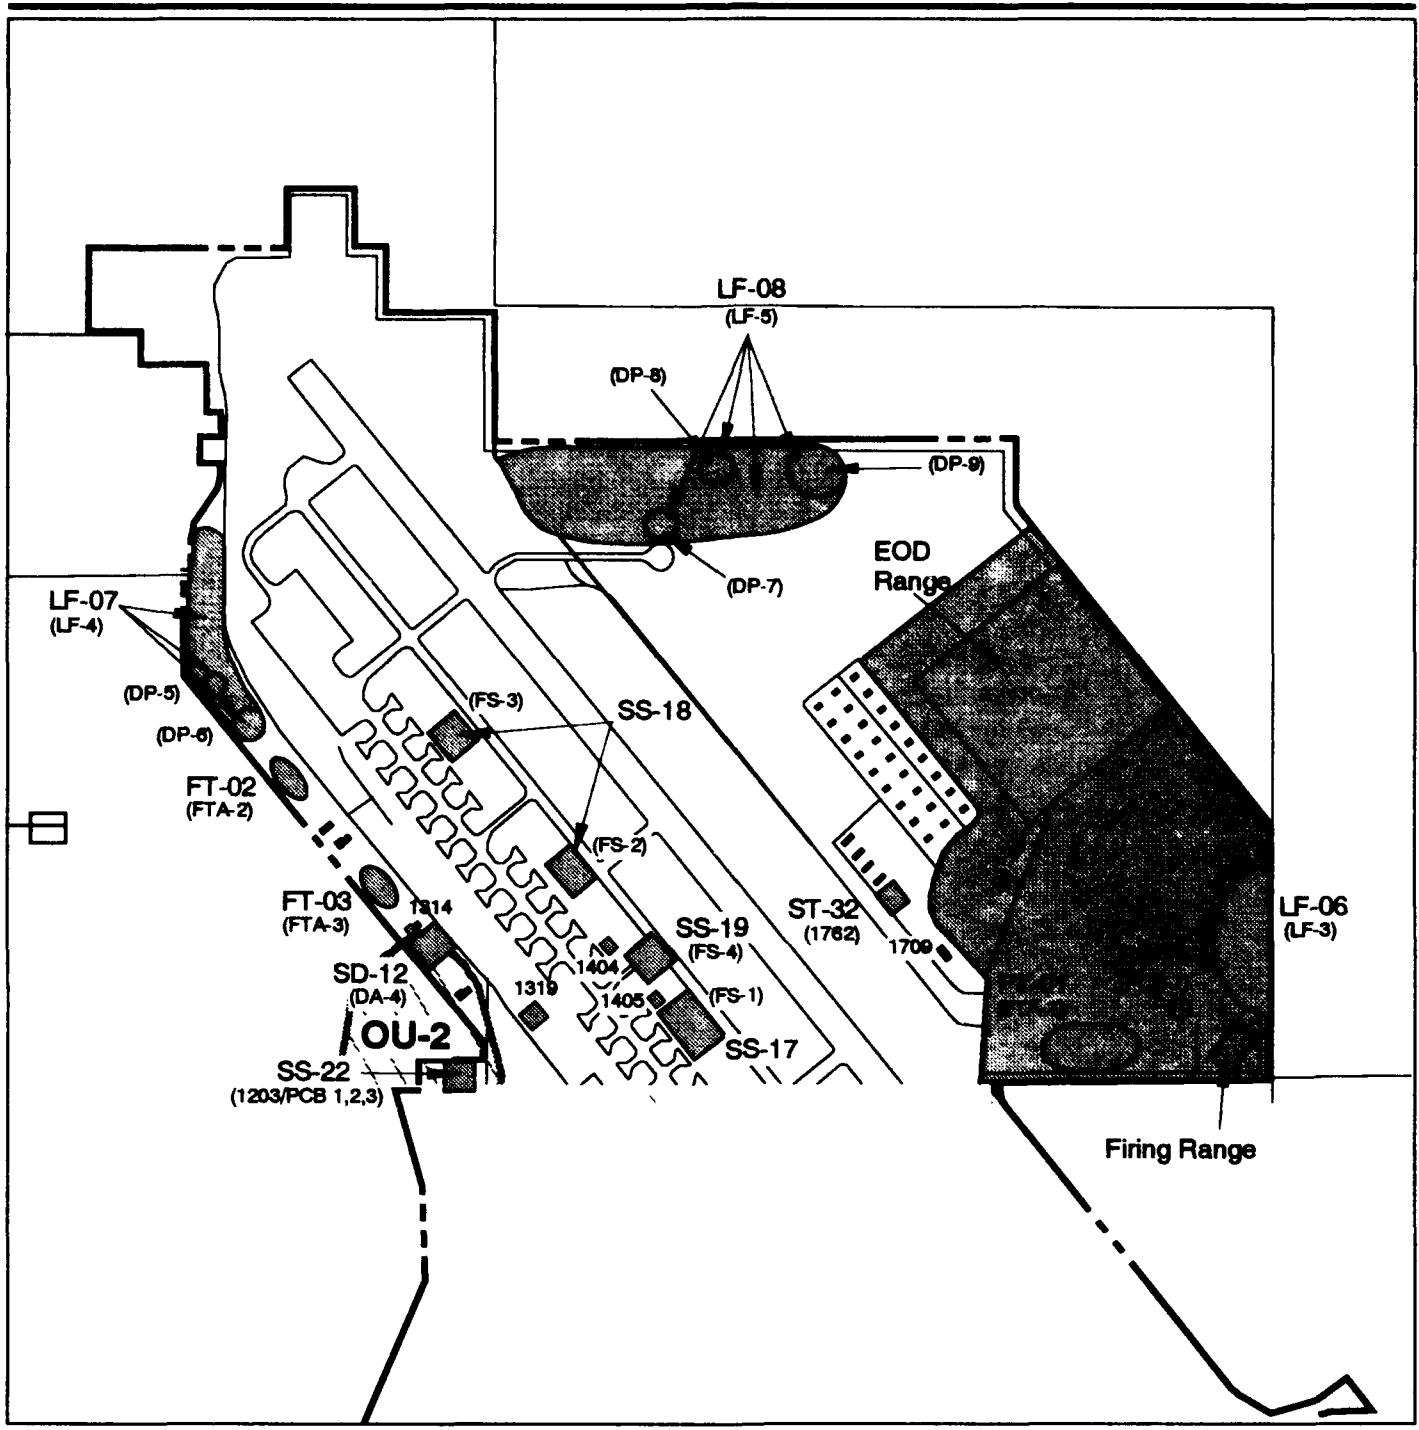 LF-08
(LF-5)
(DP-8)
(DP-9)
EOD
Range
(DP-7)
LF-07
(LF-4)
(DP-5)
(FS-3)
SS-18
(DP-6)
FT-02
(FTA-2)
(FS-2)
FT-03
(FTA-3)
1314
ST-32
(1762)
LF-06
(LF-3)
SS-19
(FS-4)
1709
1404
SD-12
(DA-4)
1319
1405
(FS-1)
OU-2
SS-17
SS-22
(1203/PCB 1,2,3)
Firing Range